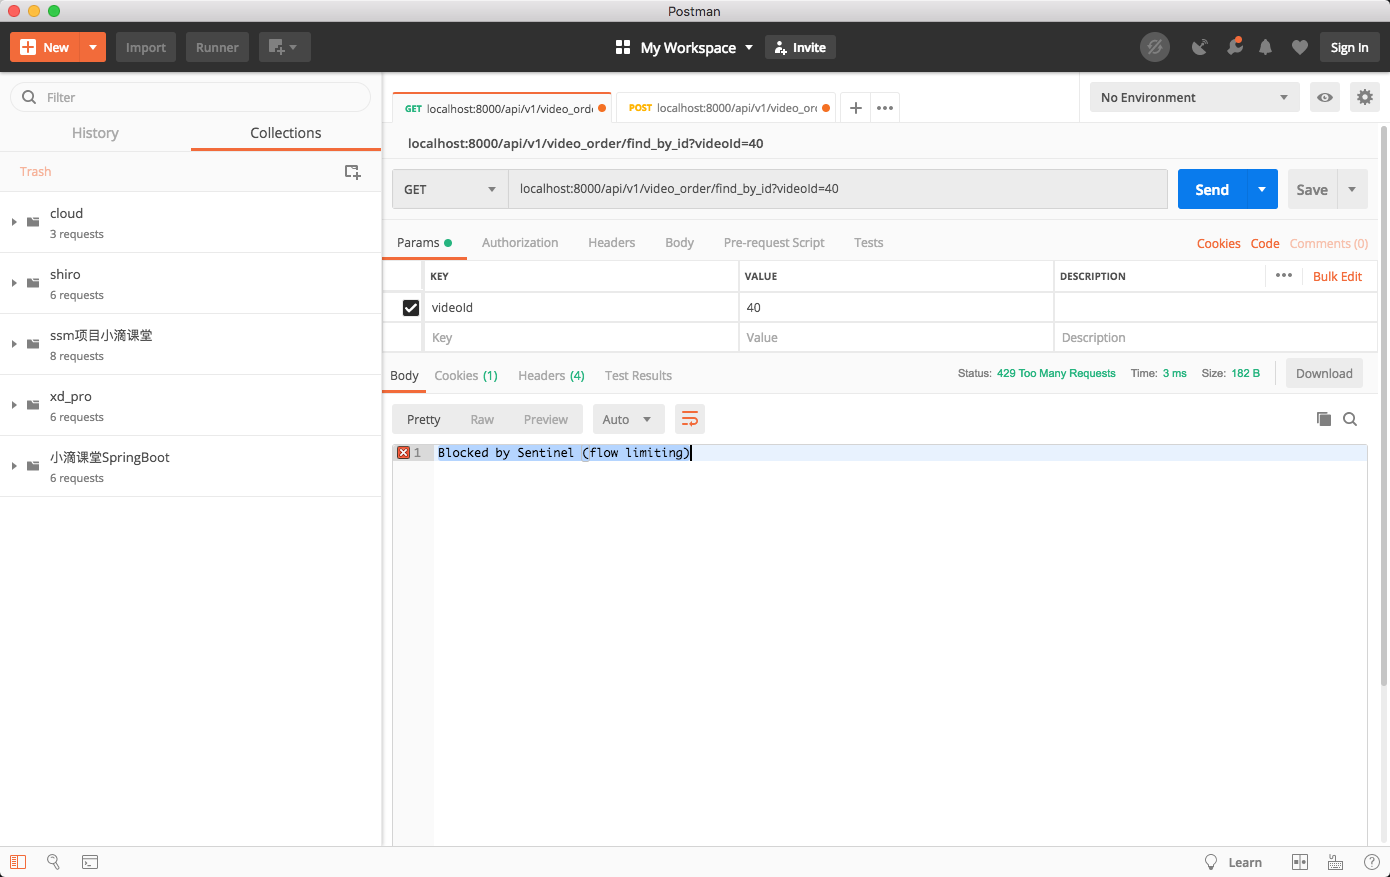 Postman
New Import Runner My Workspace Invite Sign In
Filter
History Collections
Trash
cloud
3 requests
shiro
6 requests
ssm项目小滴课堂
8 requests
xd_pro
6 requests
小滴课堂SpringBoot
6 requests
GET localhost:8000/api/v1/video_orde POST localhost:8000/api/v1/video_ord No Environment
localhost:8000/api/v1/video_order/find_by_id?videoId=40
GET localhost:8000/api/v1/video_order/find_by_id?videoId=40 Send Save
Params Authorization Headers Body Pre-request Script Tests Cookies Code Comments (0)
KEY VALUE DESCRIPTION Bulk Edit
videoId 40
Key Value Description
Body Cookies (1) Headers (4) Test Results Status: 429 Too Many Requests Time: 3 ms Size: 182 B Download
Pretty Raw Preview Auto
1 Blocked by Sentinel (flow limiting)
Learn